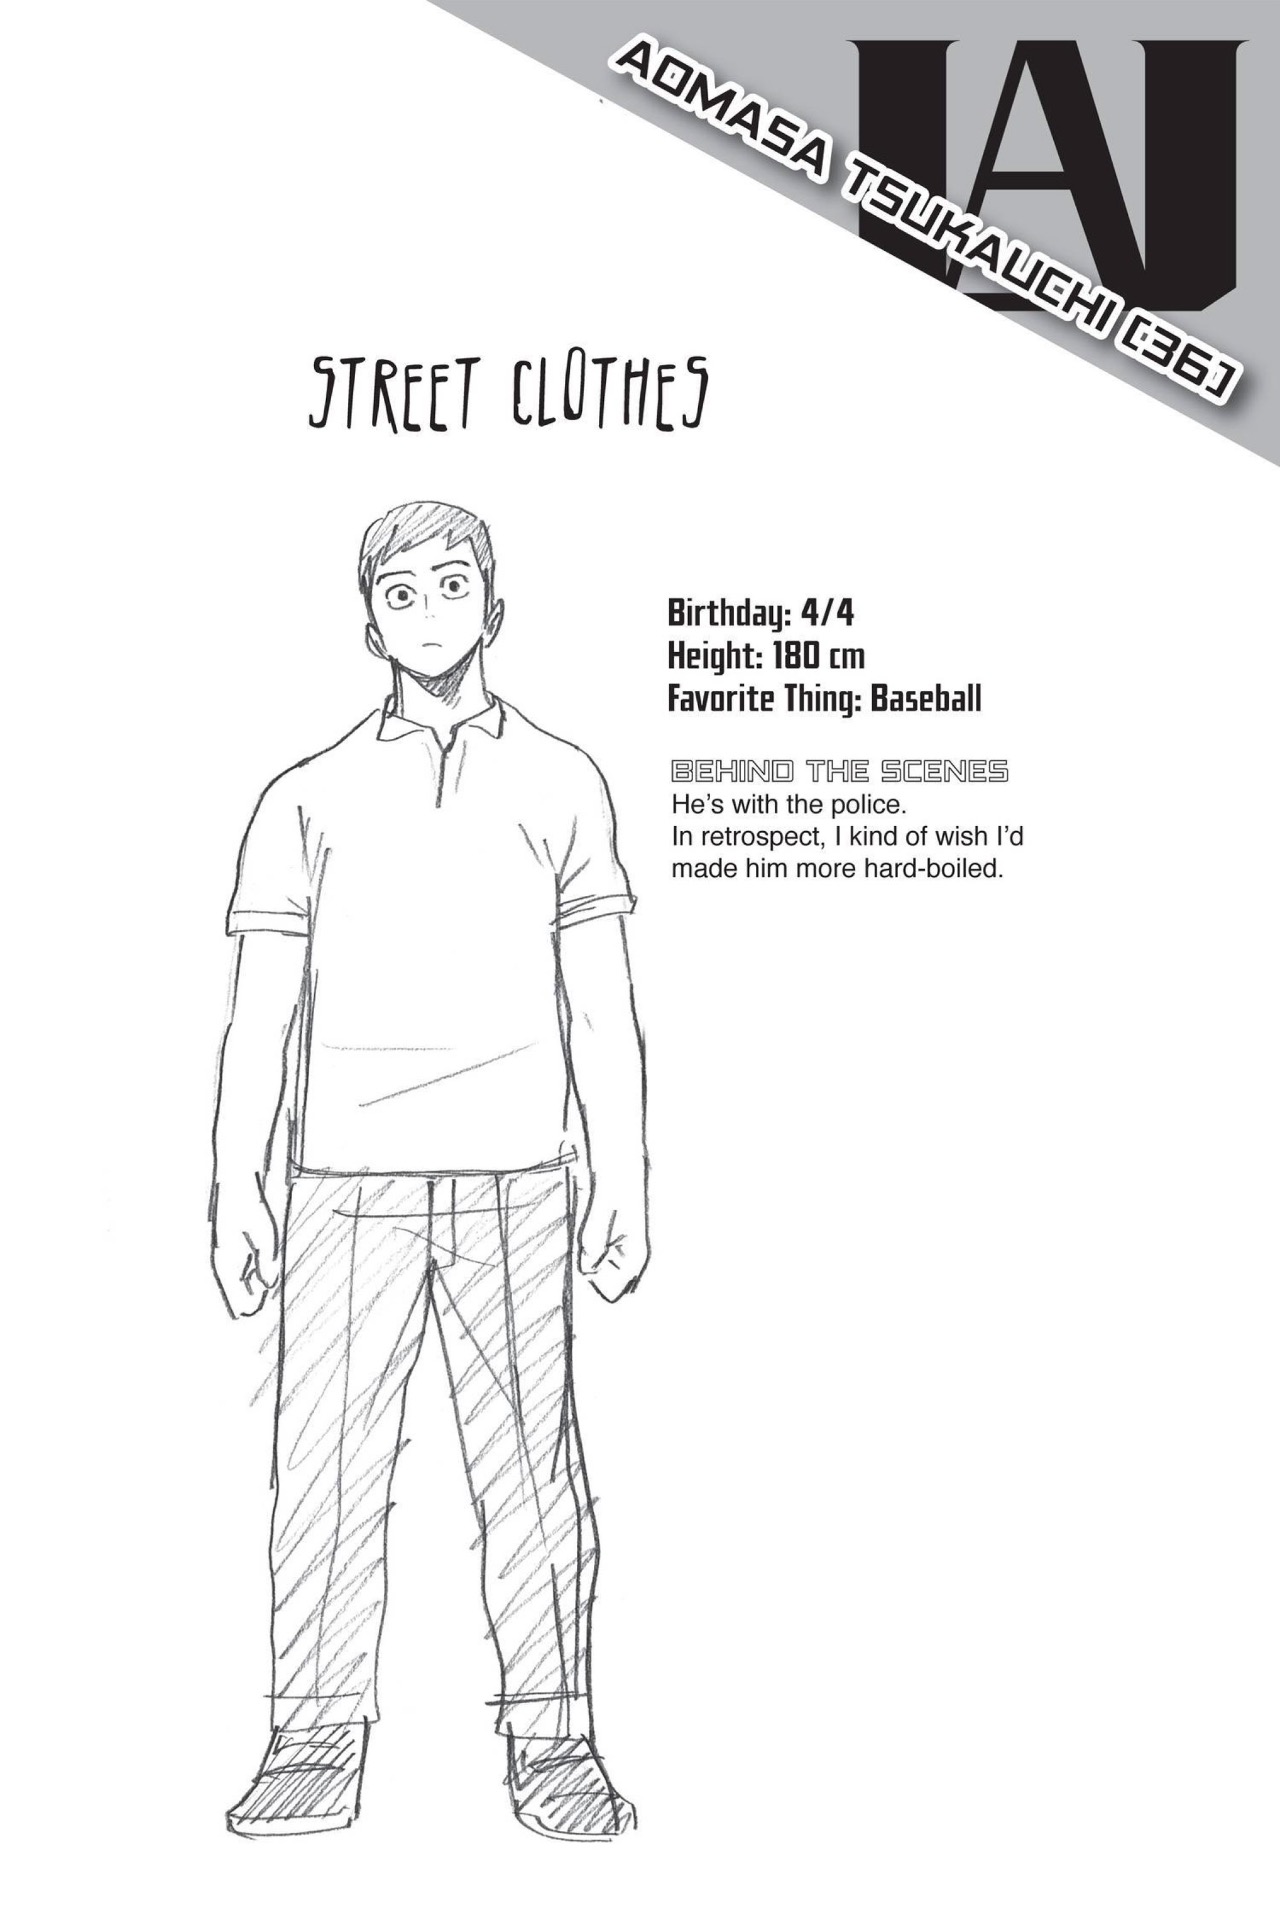 UA
AOMASA TSUKAUCHI (36)
STREET CLOTHES
Birthday: 4/4
Height: 180 cm
Favorite Thing: Baseball
BEHIND THE SCENES
He's with the police.
In retrospect, I kind of wish I'd
made him more hard-boiled.